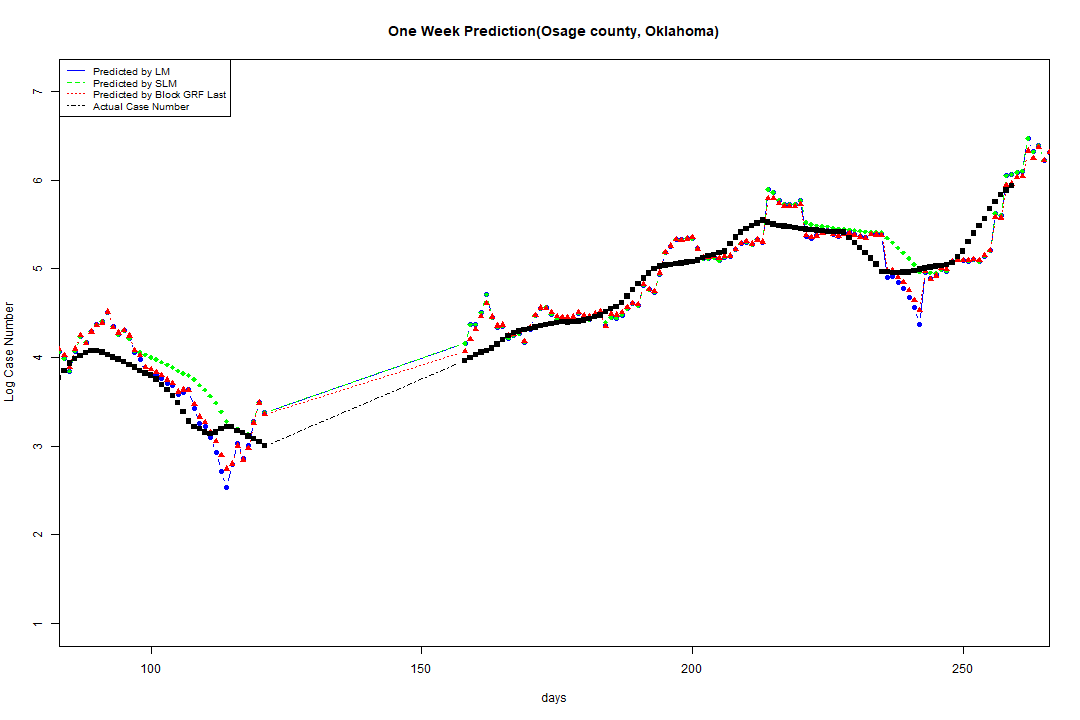 One Week Prediction(Osage county, Oklahoma)
Predicted by LM
Predicted by SLM
Predicted by Block GRF Last
Actual Case Number
7
6
5
4
3
2
1
Log Case Number
100 150 200 250
days